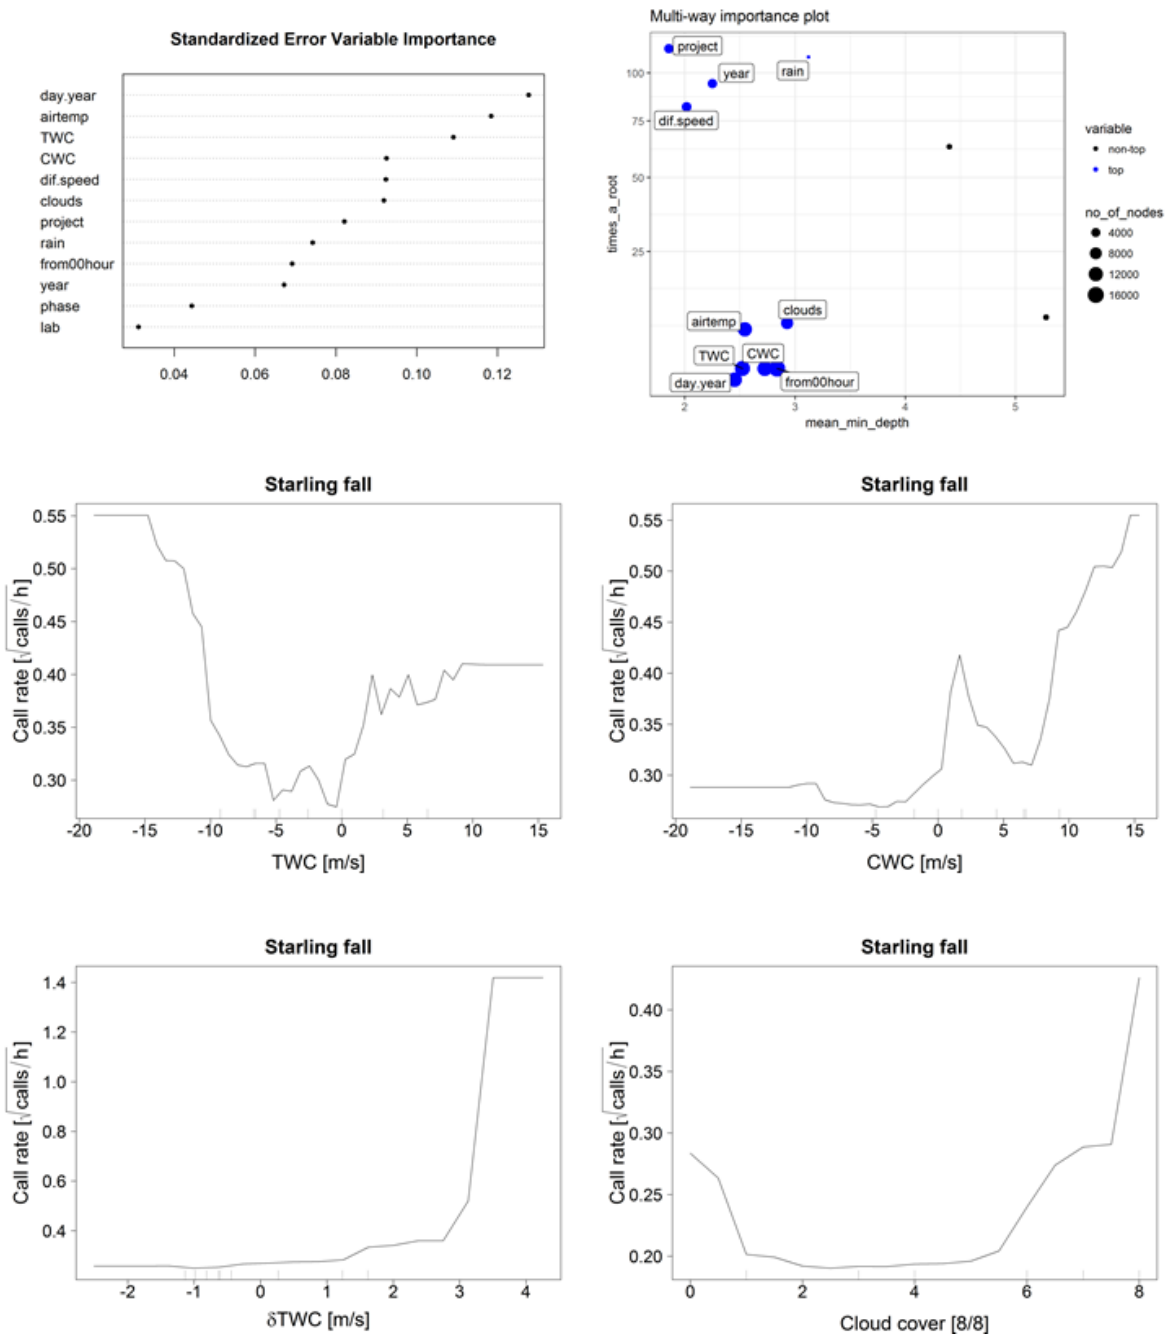 Standardized Error Variable Importance
day.year
airtemp
TWC
CWC
dif.speed
clouds
project
rain
from00hour
year
phase
lab
0.04 0.06 0.08 0.10 0.12
Multi-way importance plot
project
year
rain
dif.speed
airtemp
clouds
TWC
CWC
day.year
from00hour
100
75
50
25
times_a_root
2 3 4 5
mean_min_depth
variable
non-top
top
no_of_nodes
4000
8000
12000
16000
Starling fall
Call rate [√calls/h]
0.55
0.50
0.45
0.40
0.35
0.30
-20 -15 -10 -5 0 5 10 15
TWC [m/s]
Starling fall
Call rate [√calls/h]
0.55
0.50
0.45
0.40
0.35
0.30
-20 -15 -10 -5 0 5 10 15
CWC [m/s]
Starling fall
Call rate [√calls/h]
1.4
1.2
1.0
0.8
0.6
0.4
-2 -1 0 1 2 3 4
δTWC [m/s]
Starling fall
Call rate [√calls/h]
0.40
0.35
0.30
0.25
0.20
0 2 4 6 8
Cloud cover [8/8]